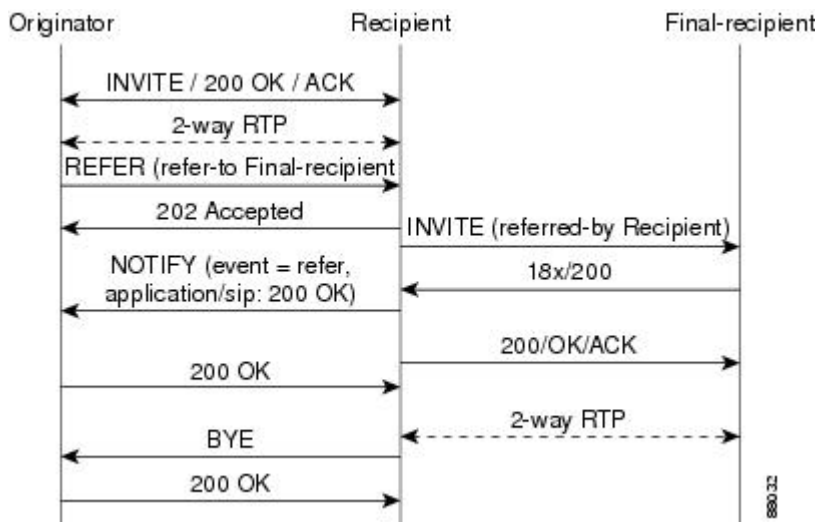 Originator Recipient Final-recipient
INVITE / 200 OK / ACK
2-way RTP
REFER (refer-to Final-recipient
202 Accepted
INVITE (referred-by Recipient)
NOTIFY (event = refer,
application/sip: 200 OK)
18x/200
200/OK/ACK
200 OK
2-way RTP
BYE
200 OK
88032